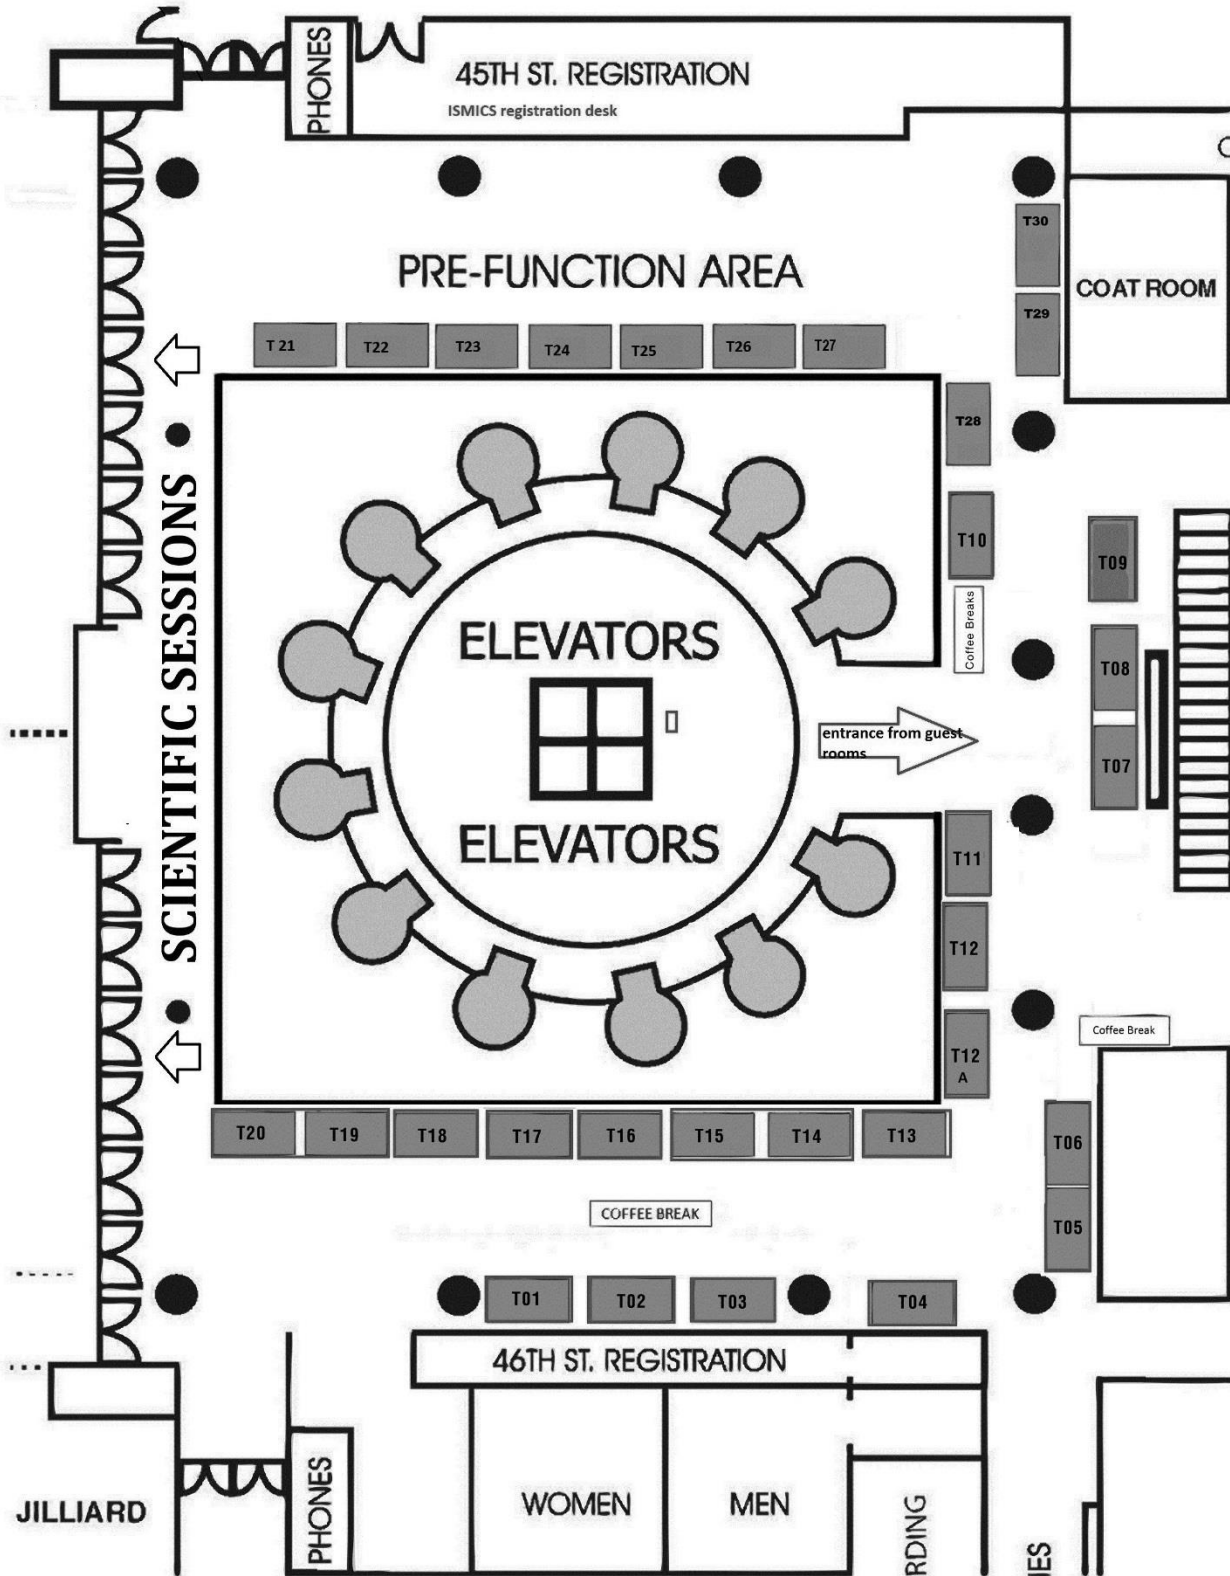 PHONES
45TH ST. REGISTRATION
ISMICS registration desk
PRE-FUNCTION AREA
T30
T29
COAT ROOM
T 21
T22
T23
T24
T25
T26
T27
T28
T10
T09
Coffee Breaks
T08
T07
SCIENTIFIC SESSIONS
ELEVATORS
entrance from guest
rooms
ELEVATORS
T11
T12
T12
A
Coffee Break
T20
T19
T18
T17
T16
T15
T14
T13
T06
T05
COFFEE BREAK
T01
T02
T03
T04
46TH ST. REGISTRATION
JILLIARD
PHONES
WOMEN
MEN
RDING
IES